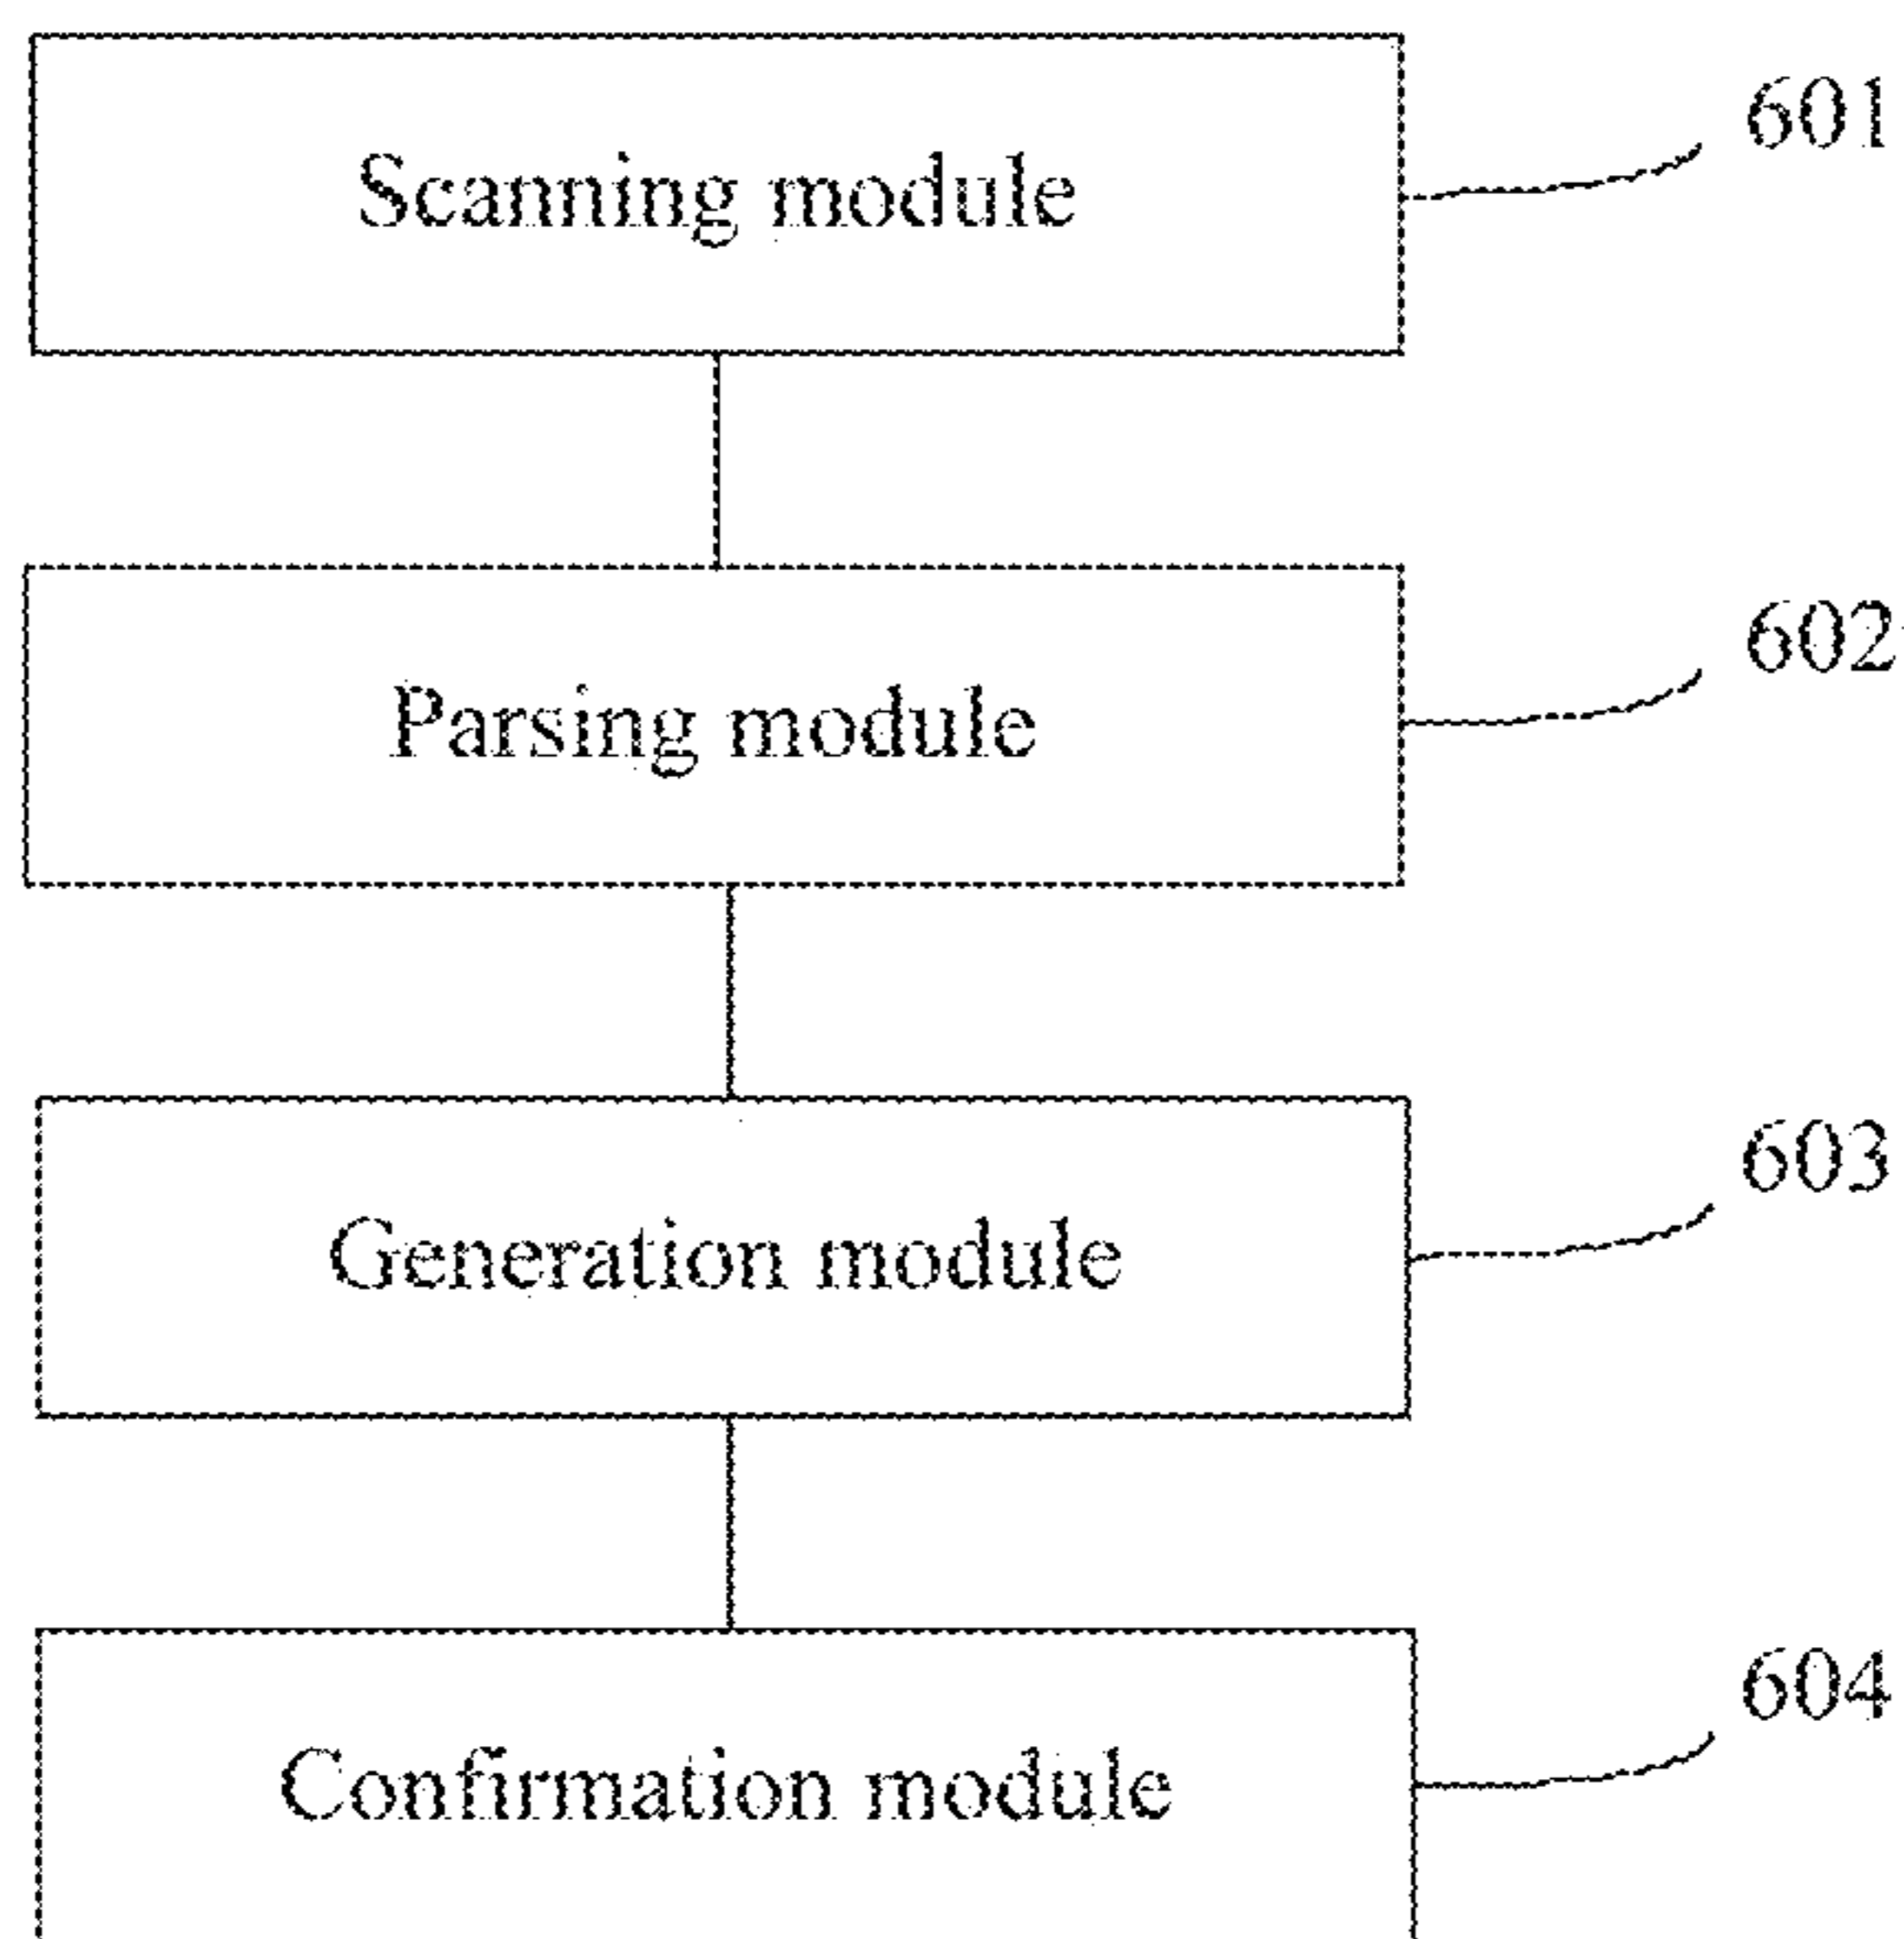 601
Scanning module
602
Parsing module
603
Generation module
604
Confirmation module